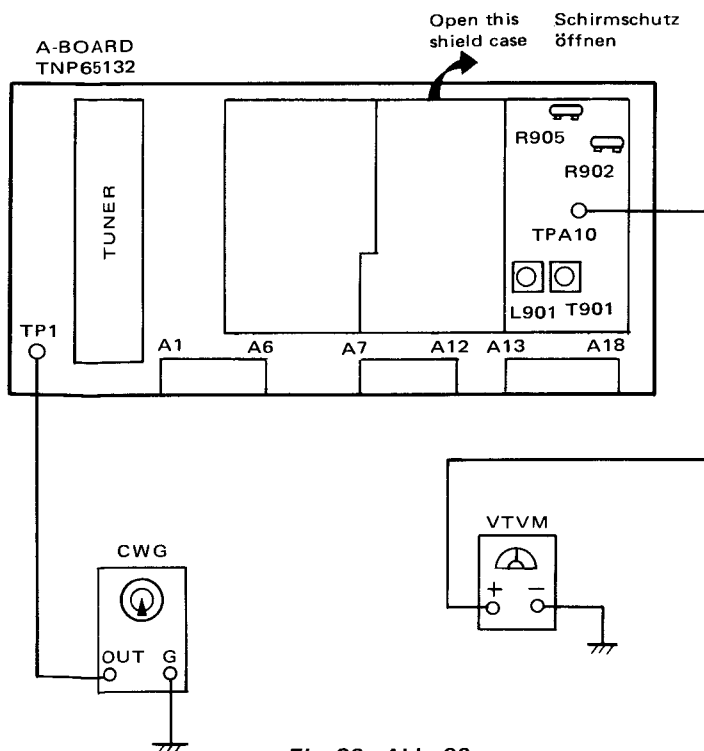 Open this
shield case
Schirmschutz
öffnen
A-BOARD
TNP65132
TUNER
R905
R902
TPA10
L901 T901
TP1
A1 A6 A7 A12 A13 A18
VTVM
+ −
CWG
OUT G